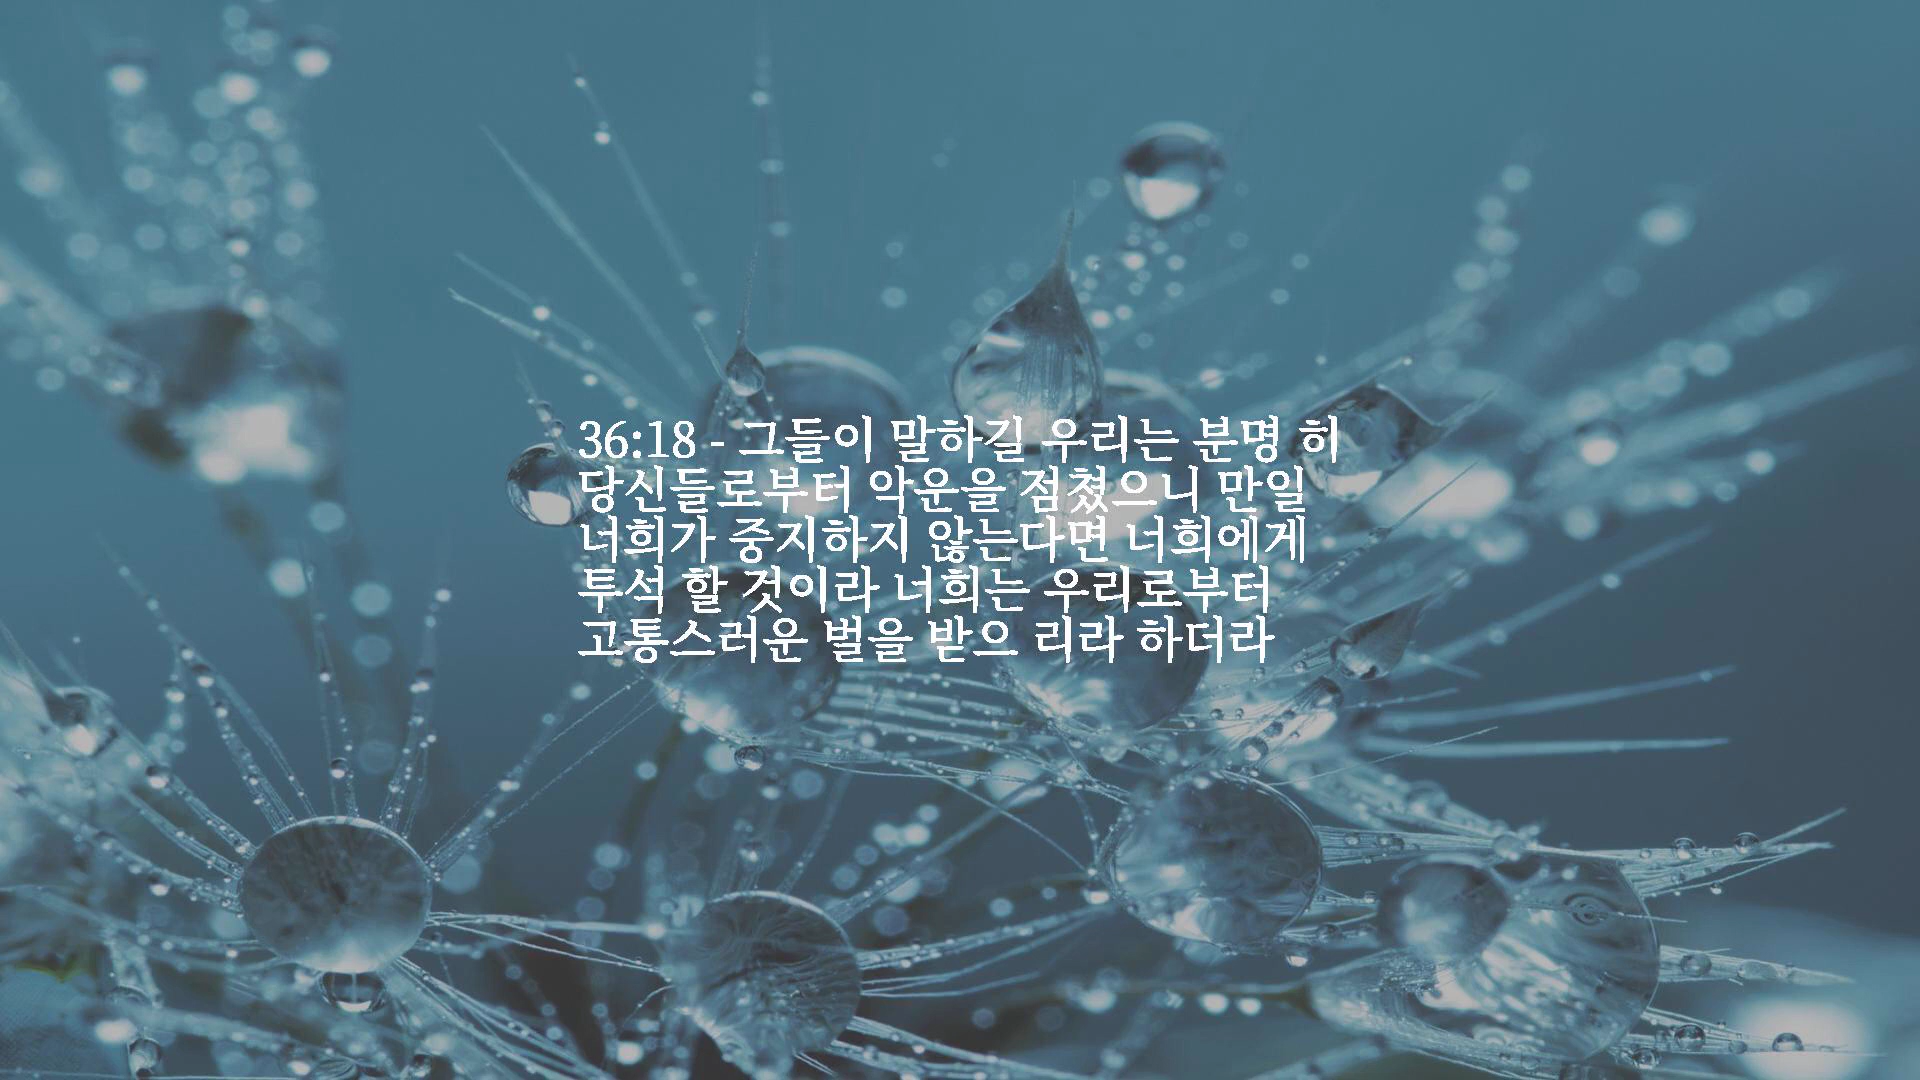 36:18 - 그들이 말하길 우리는 분명 히
당신들로부터 악운을 점쳤으니 만일
너희가 중지하지 않는다면 너희에게
투석 할 것이라 너희는 우리로부터
고통스러운 벌을 받으 리라 하더라